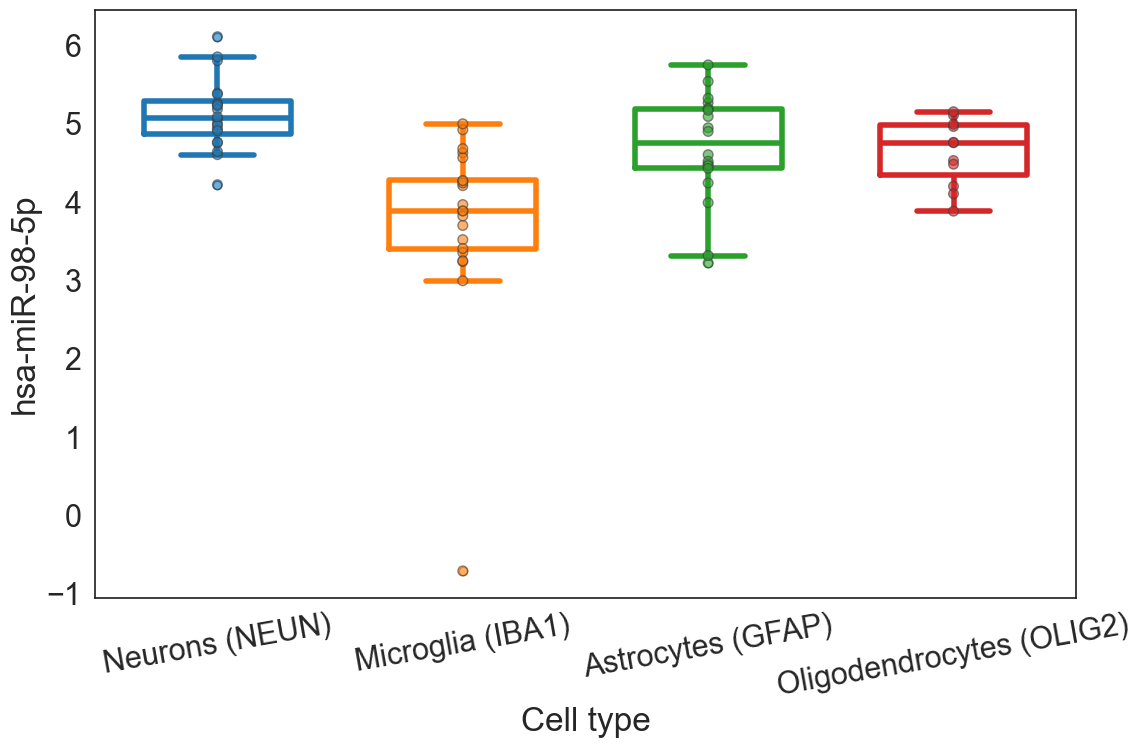 hsa-miR-98-5p
6
5
4
3
2
1
0
−1
Neurons (NEUN)
Microglia (IBA1)
Astrocytes (GFAP)
Oligodendrocytes (OLIG2)
Cell type